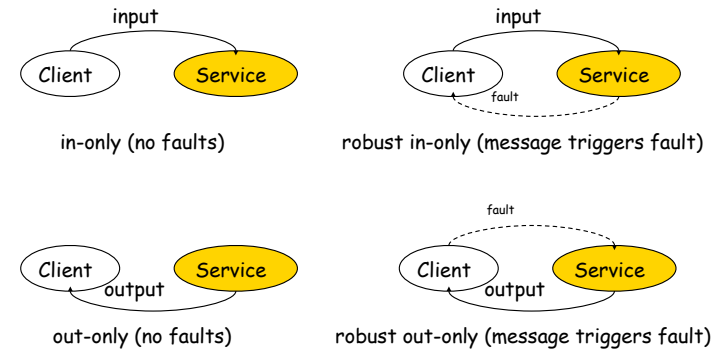 input
Client
Service
in-only (no faults)
input
Client
Service
fault
robust in-only (message triggers fault)
Client
Service
output
out-only (no faults)
fault
Client
Service
output
robust out-only (message triggers fault)